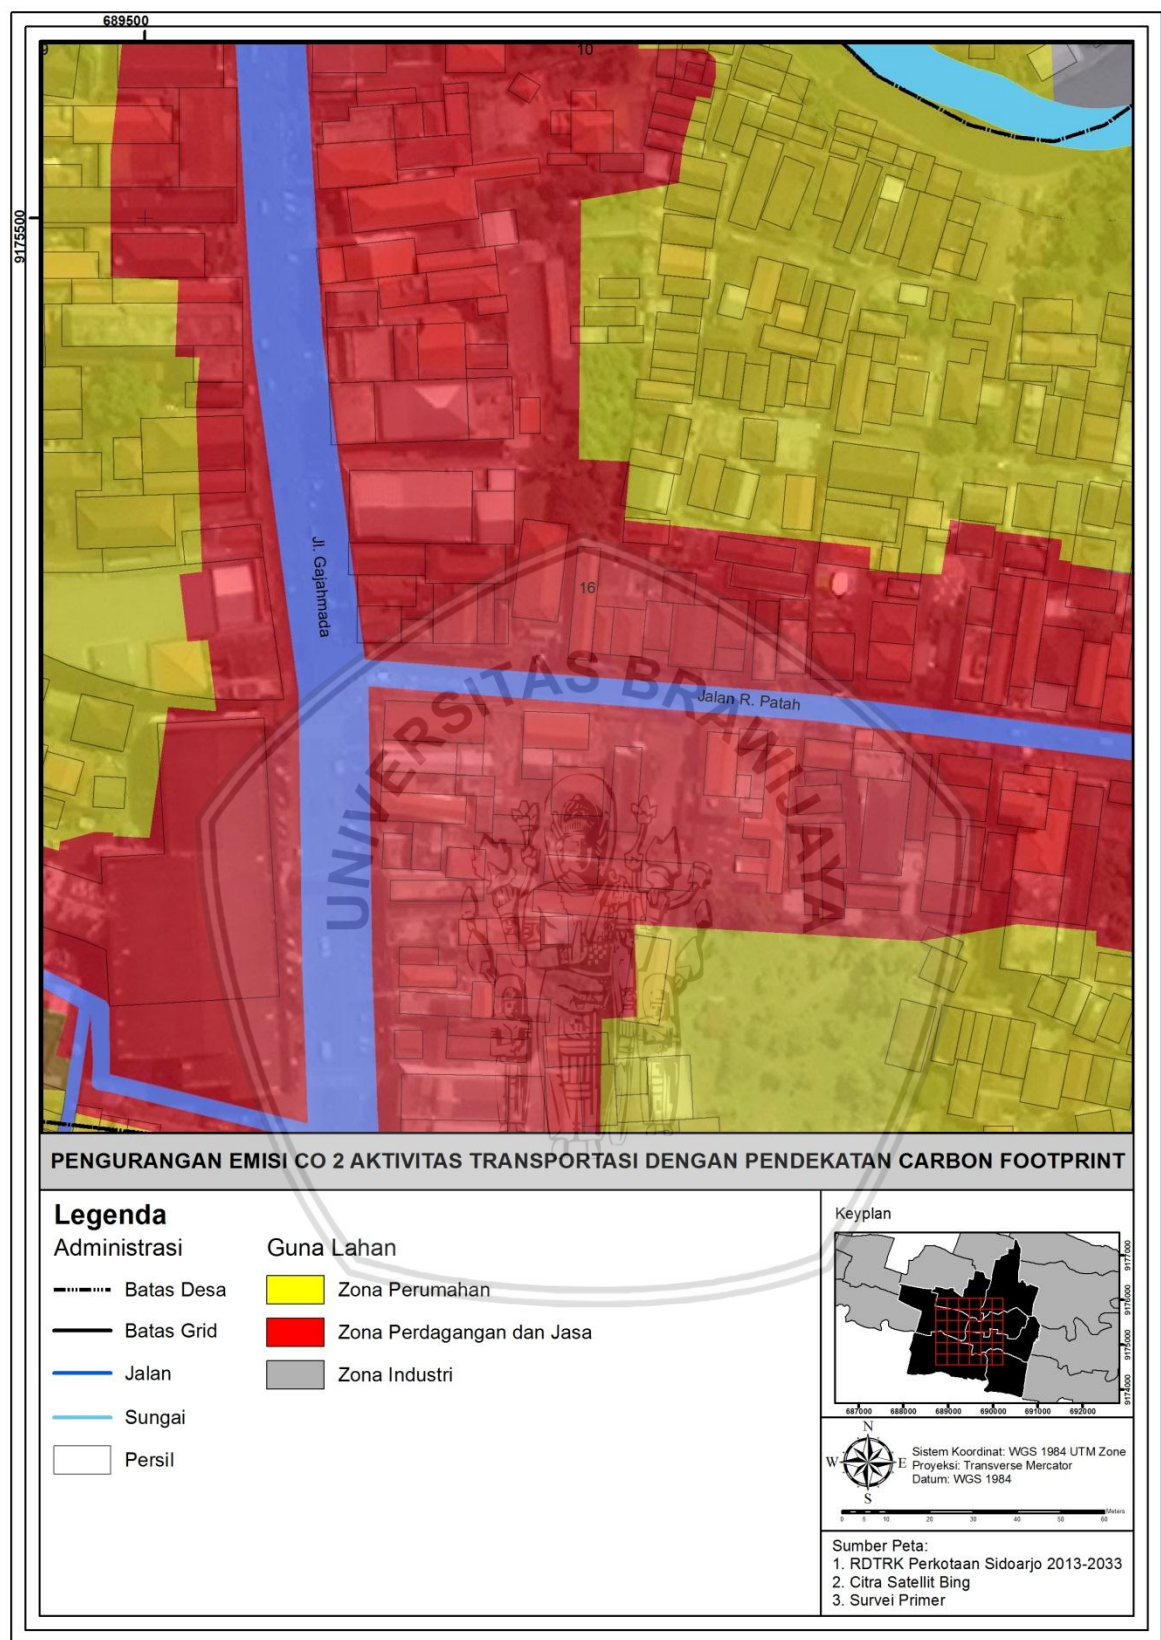 689500
9
10
9175500
Jl. Gajahmada
16
UNIVERSITAS BRAWIJAYA
Jalan R. Patah
PENGURANGAN EMISI CO 2 AKTIVITAS TRANSPORTASI DENGAN PENDEKATAN CARBON FOOTPRINT
Legenda
Administrasi
Batas Desa
Batas Grid
Jalan
Sungai
Persil
Guna Lahan
Zona Perumahan
Zona Perdagangan dan Jasa
Zona Industri
Keyplan
9177000
9176000
9175000
9174000
687000 688000 689000 690000 691000 692000
N
W E
S
Sistem Koordinat: WGS 1984 UTM Zone
Proyeksi: Transverse Mercator
Datum: WGS 1984
Meters
0 5 10 20 30 40 50 60
Sumber Peta:
1. RDTRK Perkotaan Sidoarjo 2013-2033
2. Citra Satellit Bing
3. Survei Primer